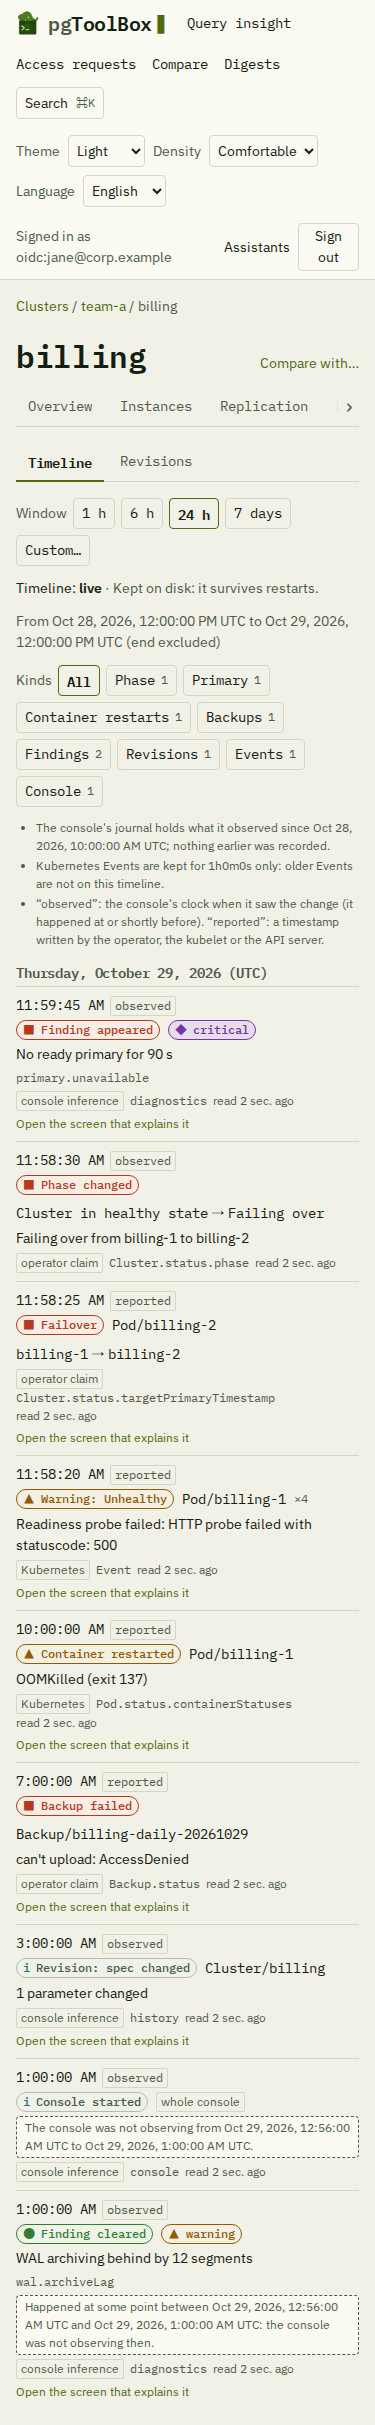 pgToolBox Query insight
Access requests Compare Digests
Search ⌘K
Theme Light Density Comfortable
Language English
Signed in as
oidc:jane@corp.example
Assistants
Sign
out
Clusters / team-a / billing
billing
Compare with…
Overview Instances Replication ›
Timeline Revisions
Window 1 h 6 h 24 h 7 days
Custom…
Timeline: live · Kept on disk: it survives restarts.
From Oct 28, 2026, 12:00:00 PM UTC to Oct 29, 2026,
12:00:00 PM UTC (end excluded)
Kinds All Phase 1 Primary 1
Container restarts 1 Backups 1
Findings 2 Revisions 1 Events 1
Console 1
• The console's journal holds what it observed since Oct 28,
2026, 10:00:00 AM UTC; nothing earlier was recorded.
• Kubernetes Events are kept for 1h0m0s only: older Events
are not on this timeline.
• “observed”: the console's clock when it saw the change (it
happened at or shortly before). “reported”: a timestamp
written by the operator, the kubelet or the API server.
Thursday, October 29, 2026 (UTC)
11:59:45 AM observed
Finding appeared critical
No ready primary for 90 s
primary.unavailable
console inference diagnostics read 2 sec. ago
Open the screen that explains it
11:58:30 AM observed
Phase changed
Cluster in healthy state → Failing over
Failing over from billing-1 to billing-2
operator claim Cluster.status.phase read 2 sec. ago
11:58:25 AM reported
Failover Pod/billing-2
billing-1 → billing-2
operator claim
Cluster.status.targetPrimaryTimestamp
read 2 sec. ago
Open the screen that explains it
11:58:20 AM reported
Warning: Unhealthy Pod/billing-1 ×4
Readiness probe failed: HTTP probe failed with
statuscode: 500
Kubernetes Event read 2 sec. ago
Open the screen that explains it
10:00:00 AM reported
Container restarted Pod/billing-1
OOMKilled (exit 137)
Kubernetes Pod.status.containerStatuses
read 2 sec. ago
Open the screen that explains it
7:00:00 AM reported
Backup failed
Backup/billing-daily-20261029
can't upload: AccessDenied
operator claim Backup.status read 2 sec. ago
Open the screen that explains it
3:00:00 AM observed
i Revision: spec changed Cluster/billing
1 parameter changed
console inference history read 2 sec. ago
Open the screen that explains it
1:00:00 AM observed
i Console started whole console
The console was not observing from Oct 29, 2026, 12:56:00
AM UTC to Oct 29, 2026, 1:00:00 AM UTC.
console inference console read 2 sec. ago
1:00:00 AM observed
Finding cleared warning
WAL archiving behind by 12 segments
wal.archiveLag
Happened at some point between Oct 29, 2026, 12:56:00
AM UTC and Oct 29, 2026, 1:00:00 AM UTC: the console
was not observing then.
console inference diagnostics read 2 sec. ago
Open the screen that explains it